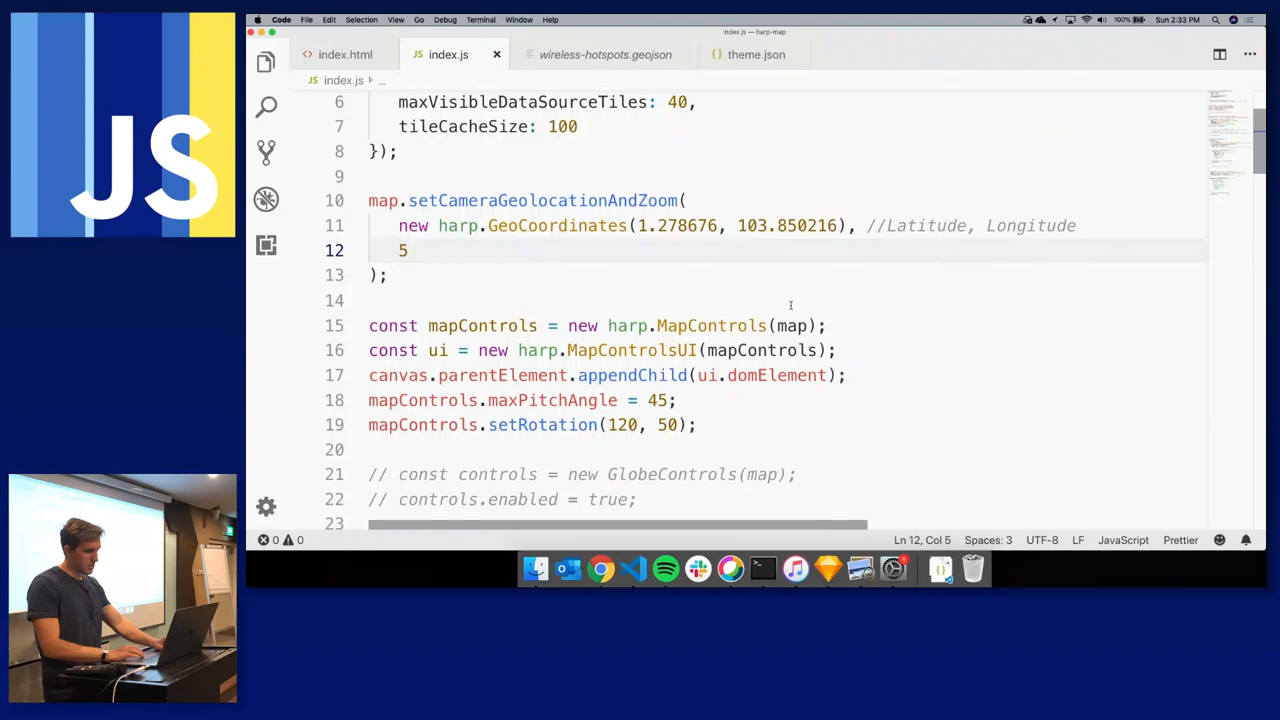 JS
Code File Edit Selection View Go Debug Terminal Window Help 100% Sun 2:33 PM
index.js — harp-map
<> index.html JS index.js × wireless-hotspots.geojson {} theme.json ...
JS index.js ▸ ...
6 maxVisibleDataSourceTiles: 40,
7 tileCacheSize: 100
8 });
9
10 map.setCameraGeolocationAndZoom(
11 new harp.GeoCoordinates(1.278676, 103.850216), //Latitude, Longitude
12 5
13 );
14
15 const mapControls = new harp.MapControls(map);
16 const ui = new harp.MapControlsUI(mapControls);
17 canvas.parentElement.appendChild(ui.domElement);
18 mapControls.maxPitchAngle = 45;
19 mapControls.setRotation(120, 50);
20
21 // const controls = new GlobeControls(map);
22 // controls.enabled = true;
23
0 0 Ln 12, Col 5 Spaces: 3 UTF-8 LF JavaScript Prettier